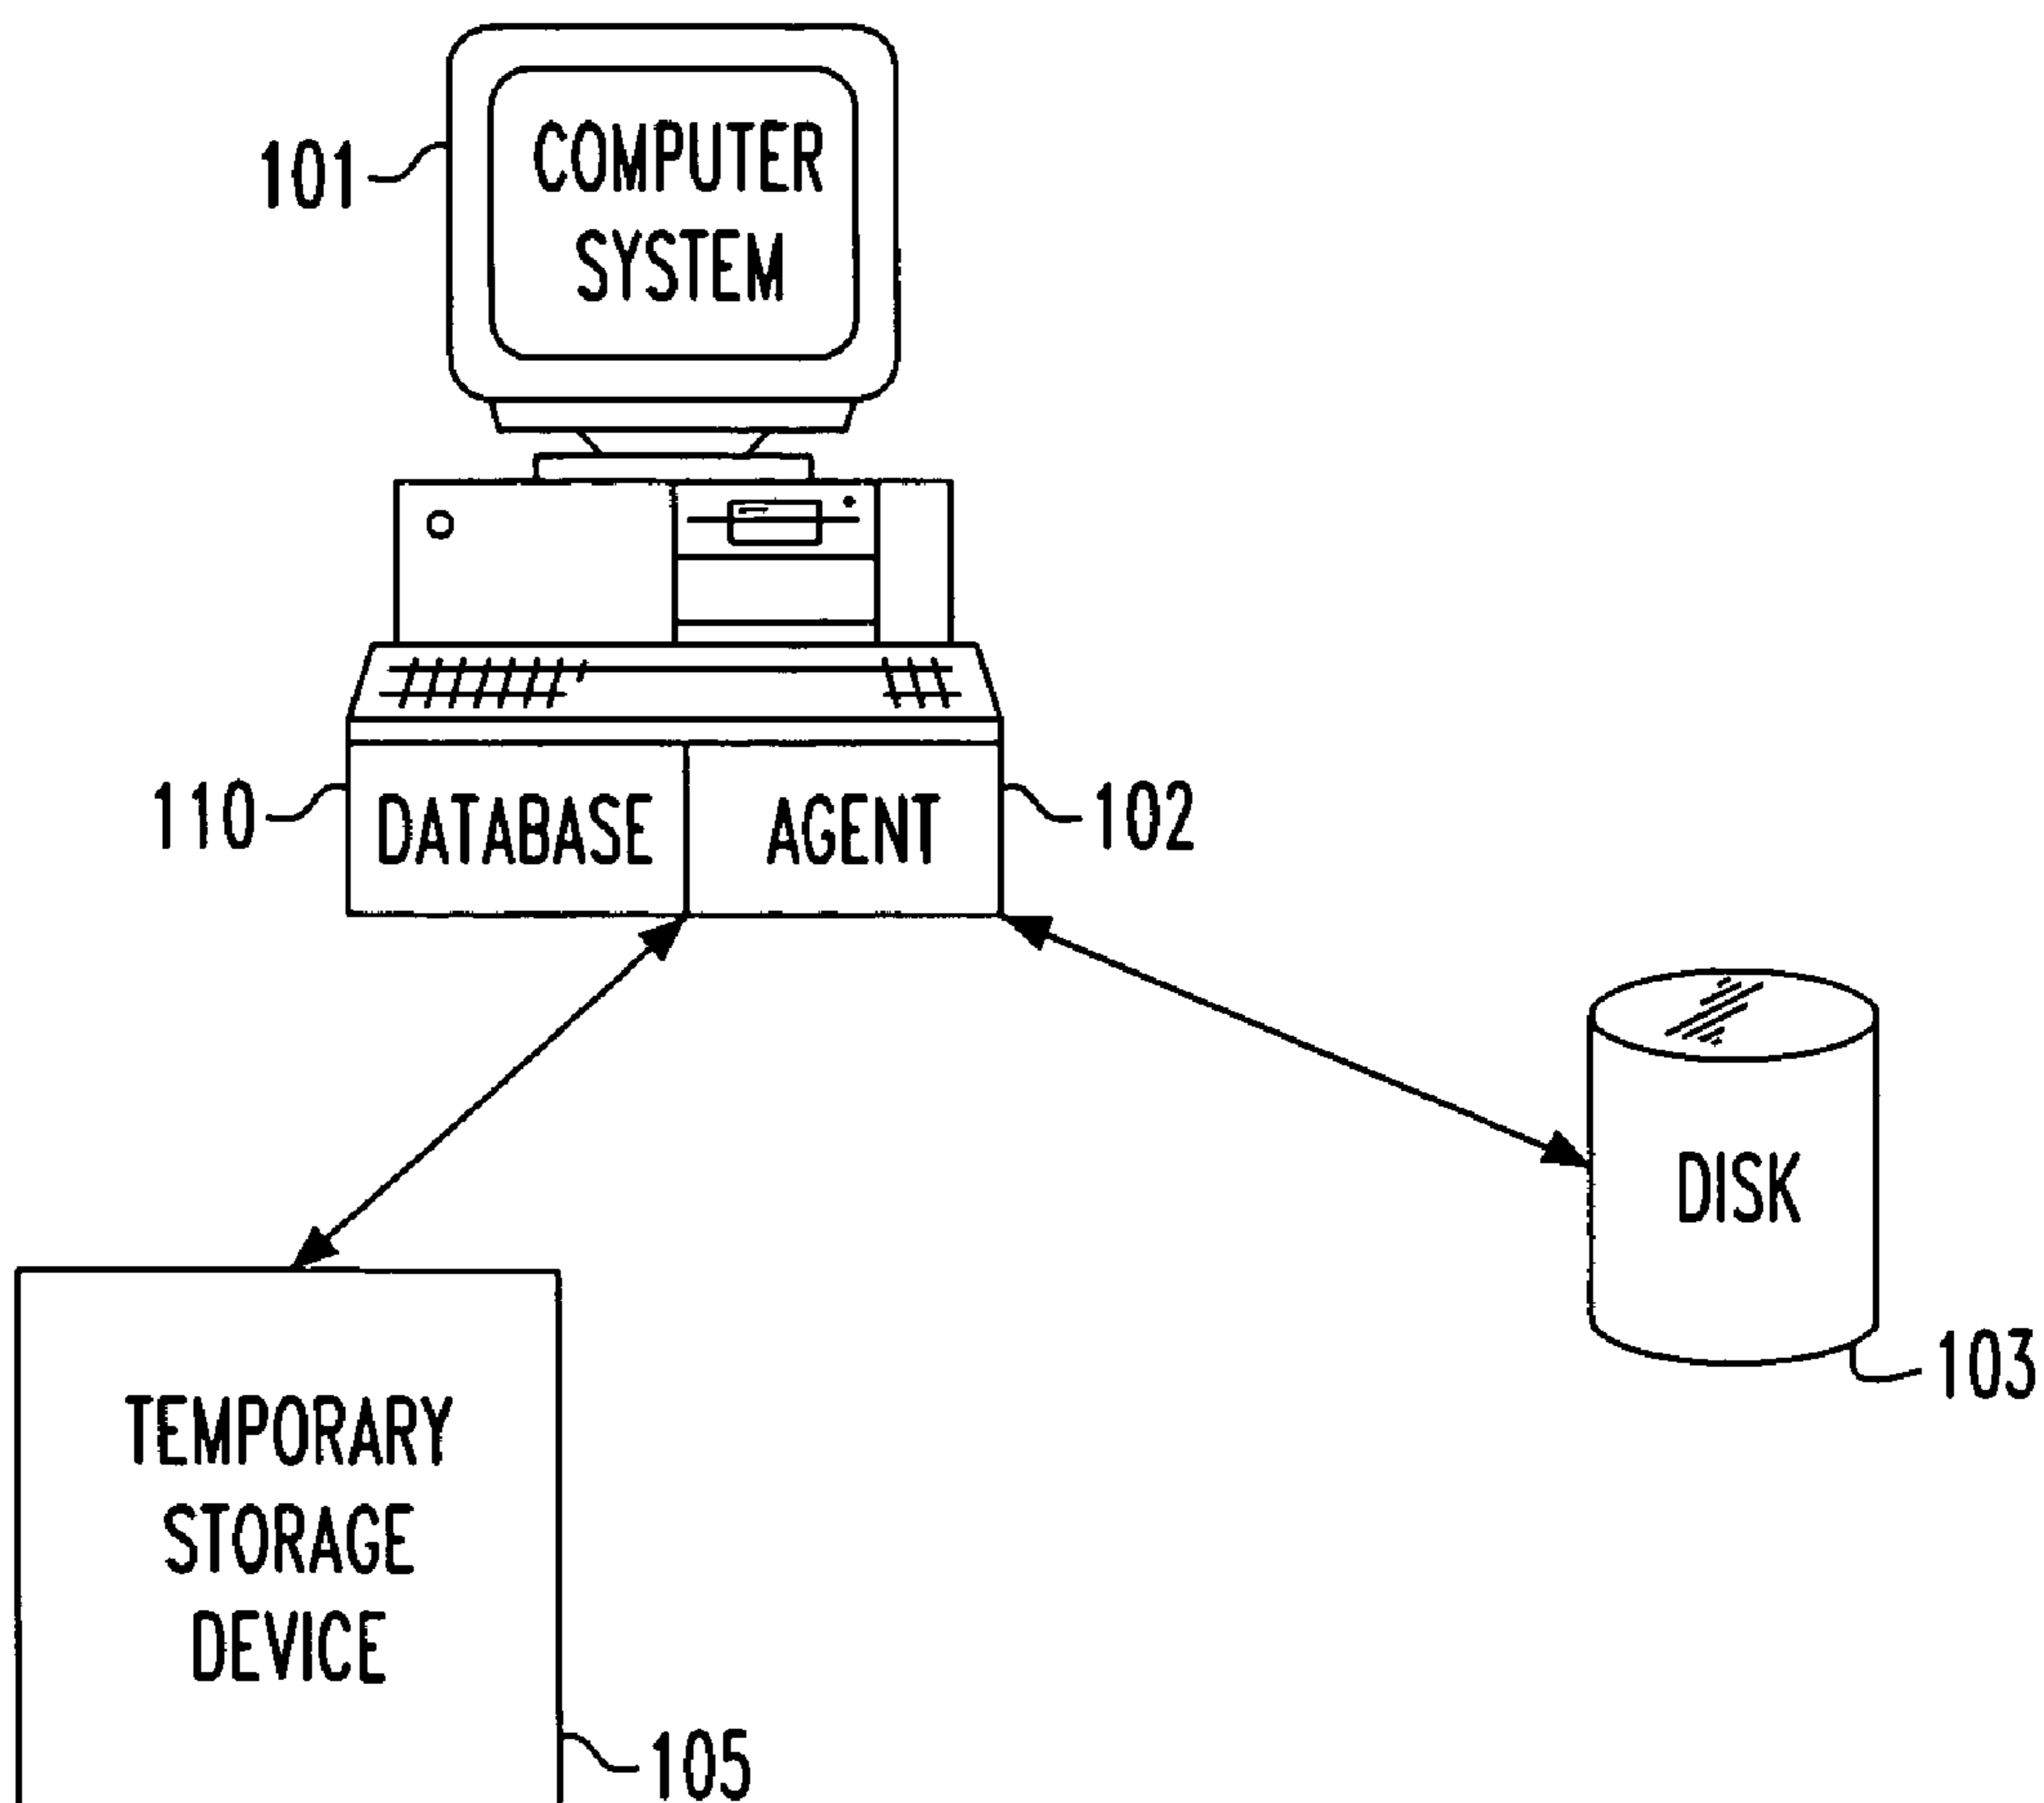 101
COMPUTER
SYSTEM
110
DATABASE
AGENT
102
DISK
103
TEMPORARY
STORAGE
DEVICE
105